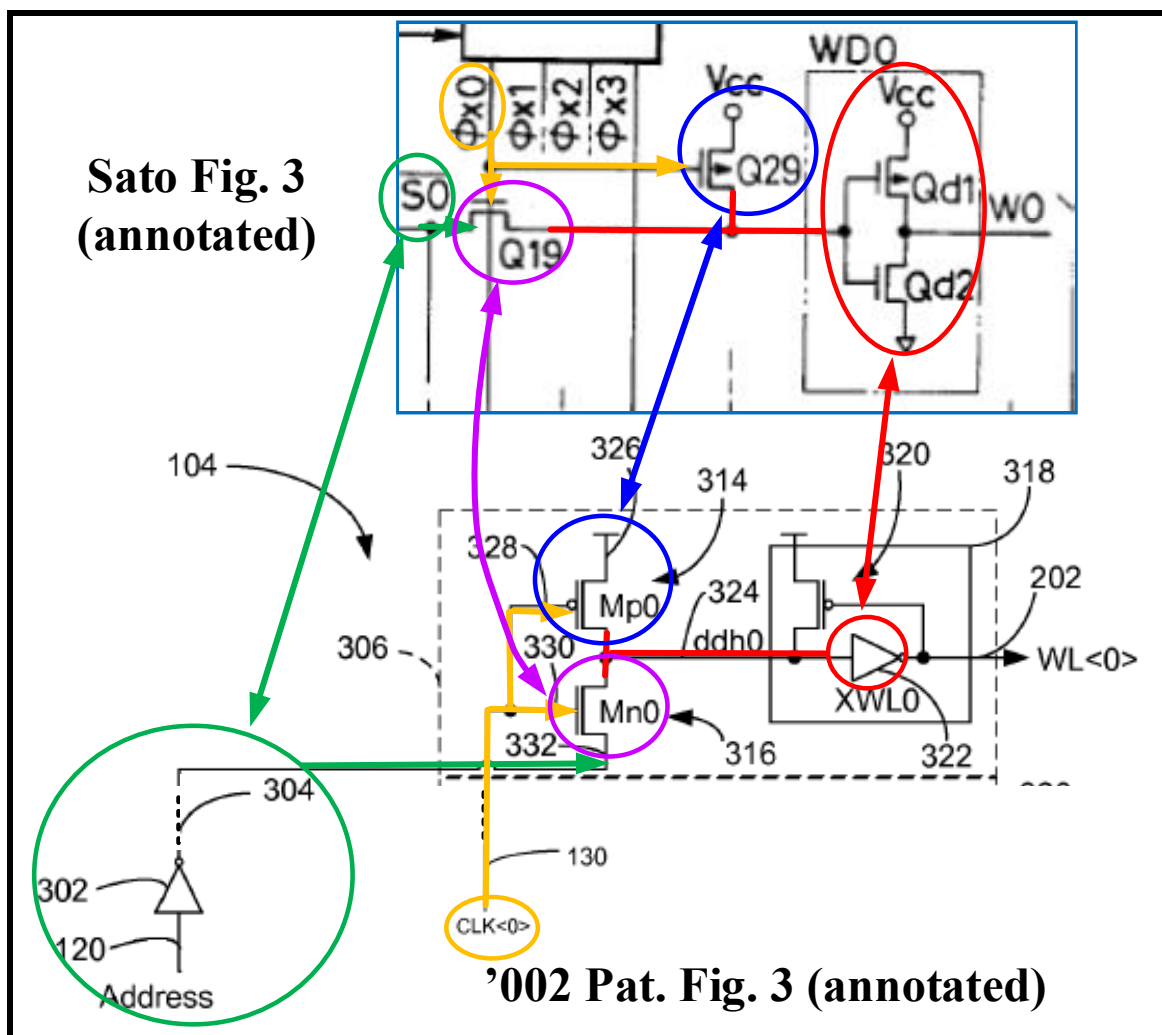 Φx0 Φx1 Φx2 Φx3
Vcc
WD0
Vcc
Sato Fig. 3
(annotated)
S0
Q19
Q29
Qd1
W0
Qd2
104
326
314
320
318
328
Mp0
324
202
306
330
ddh0
WL<0>
Mn0
XWL0
332
316
322
304
302
130
120
CLK<0>
Address
’002 Pat. Fig. 3 (annotated)